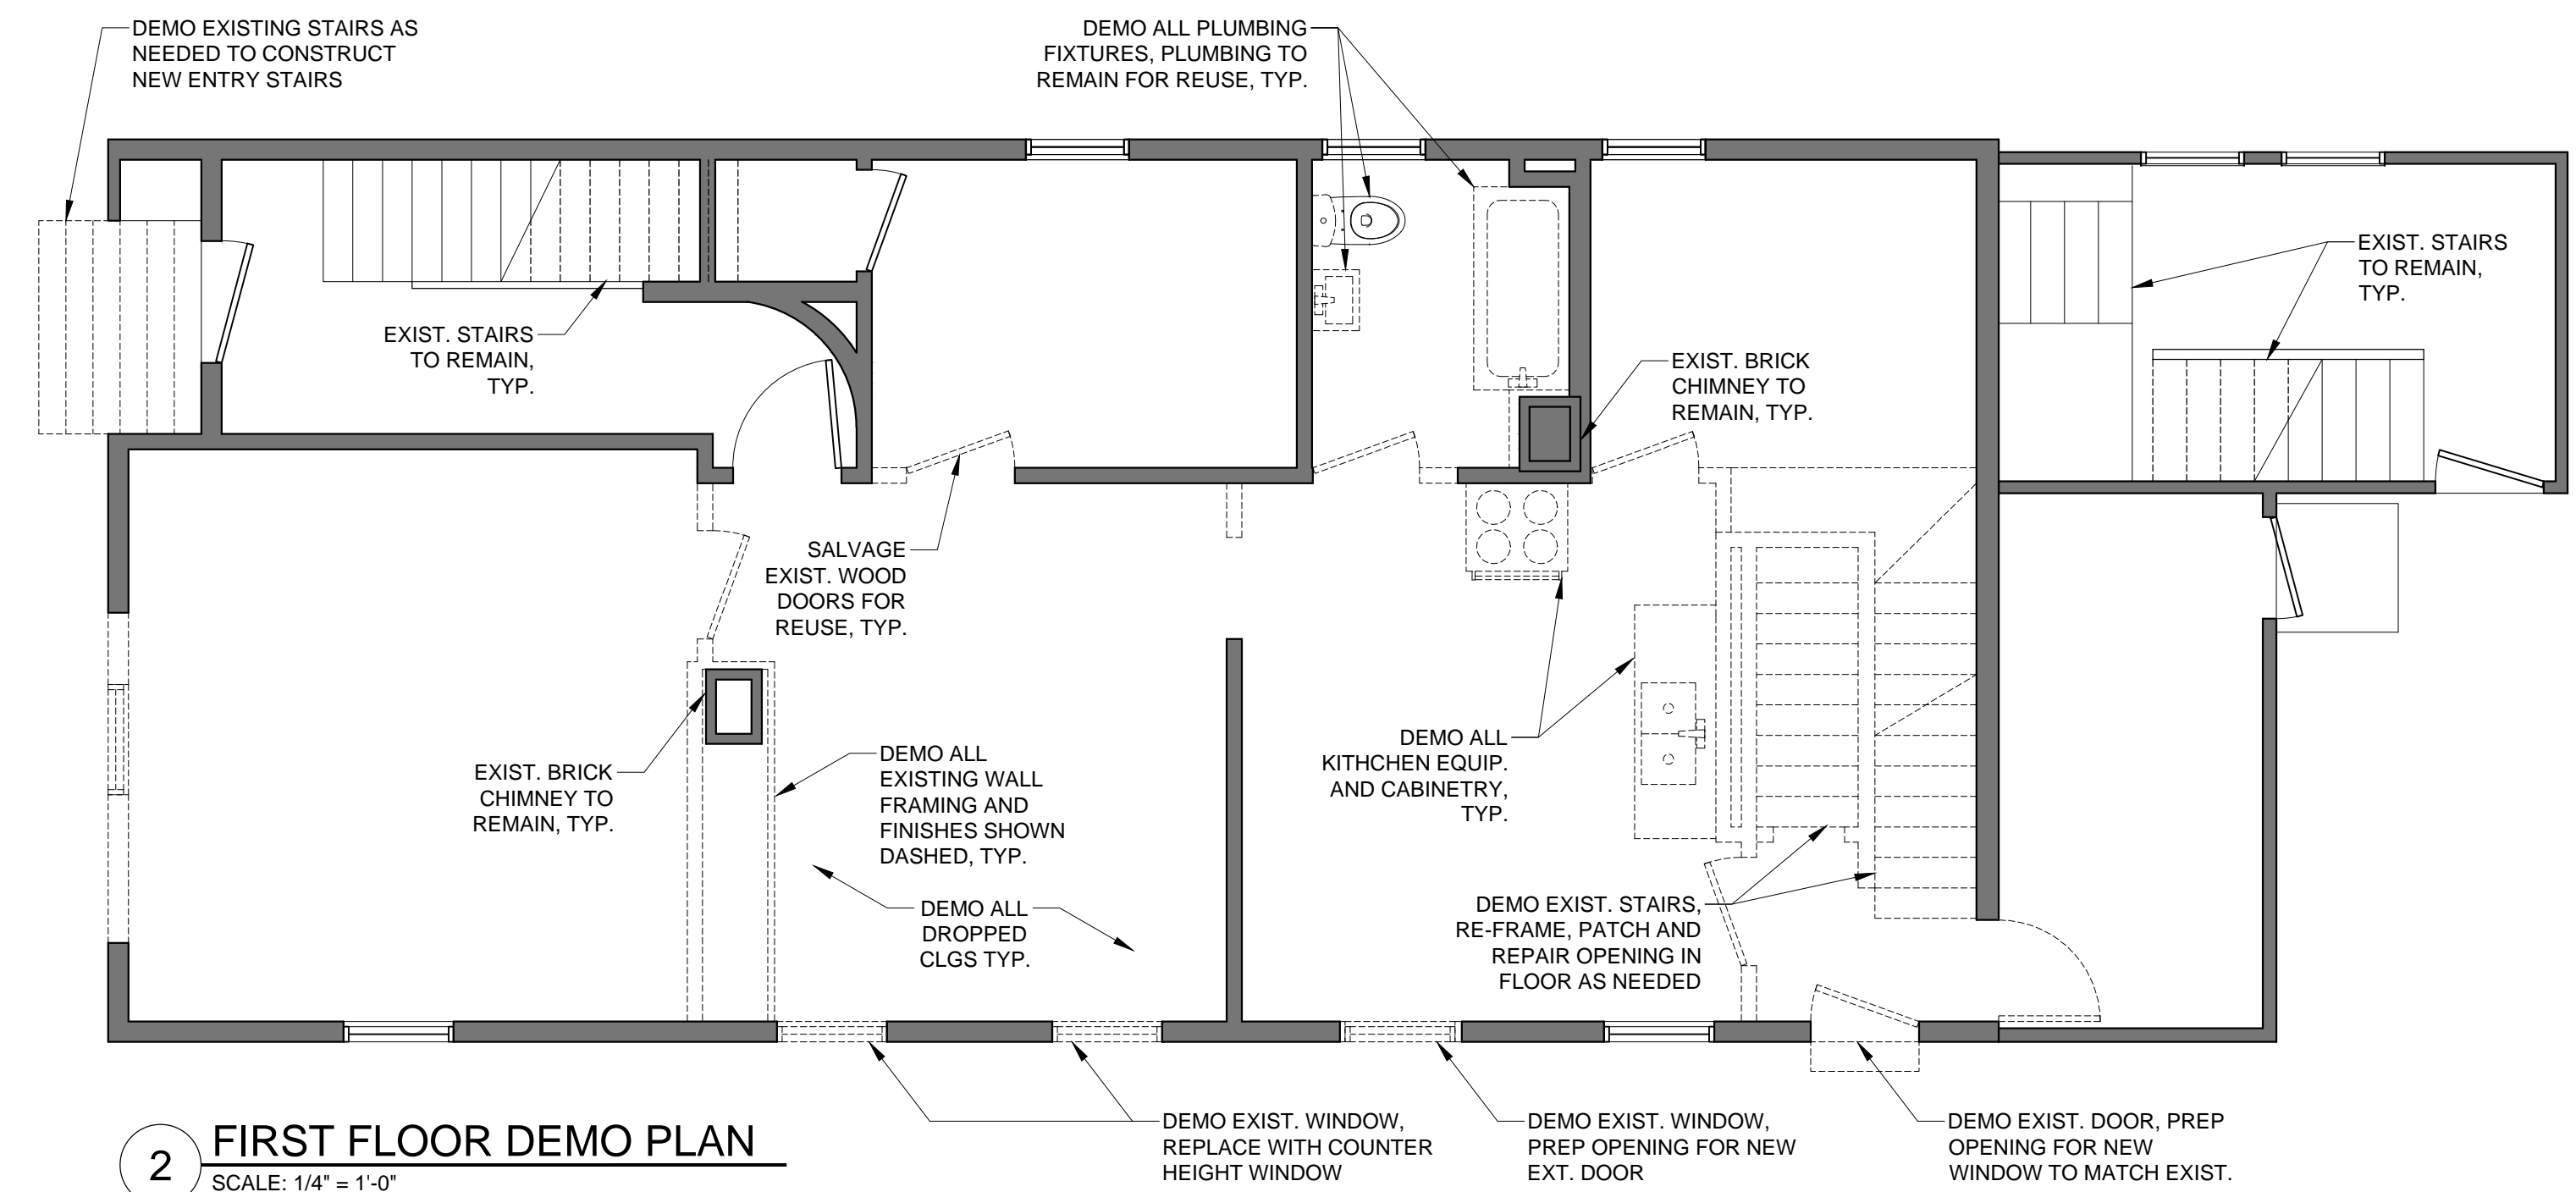 DEMO EXISTING STAIRS AS
NEEDED TO CONSTRUCT
NEW ENTRY STAIRS
DEMO ALL PLUMBING
FIXTURES, PLUMBING TO
REMAIN FOR REUSE, TYP.
EXIST. STAIRS
TO REMAIN,
TYP.
EXIST. STAIRS
TO REMAIN,
TYP.
EXIST. BRICK
CHIMNEY TO
REMAIN, TYP.
SALVAGE
EXIST. WOOD
DOORS FOR
REUSE, TYP.
EXIST. BRICK
CHIMNEY TO
REMAIN, TYP.
DEMO ALL
EXISTING WALL
FRAMING AND
FINISHES SHOWN
DASHED, TYP.
DEMO ALL
KITHCHEN EQUIP.
AND CABINETRY,
TYP.
DEMO ALL
DROPPED
CLGS TYP.
DEMO EXIST. STAIRS,
RE-FRAME, PATCH AND
REPAIR OPENING IN
FLOOR AS NEEDED
DEMO EXIST. WINDOW,
REPLACE WITH COUNTER
HEIGHT WINDOW
DEMO EXIST. WINDOW,
PREP OPENING FOR NEW
EXT. DOOR
DEMO EXIST. DOOR, PREP
OPENING FOR NEW
WINDOW TO MATCH EXIST.
2
FIRST FLOOR DEMO PLAN
SCALE: 1/4" = 1'-0"